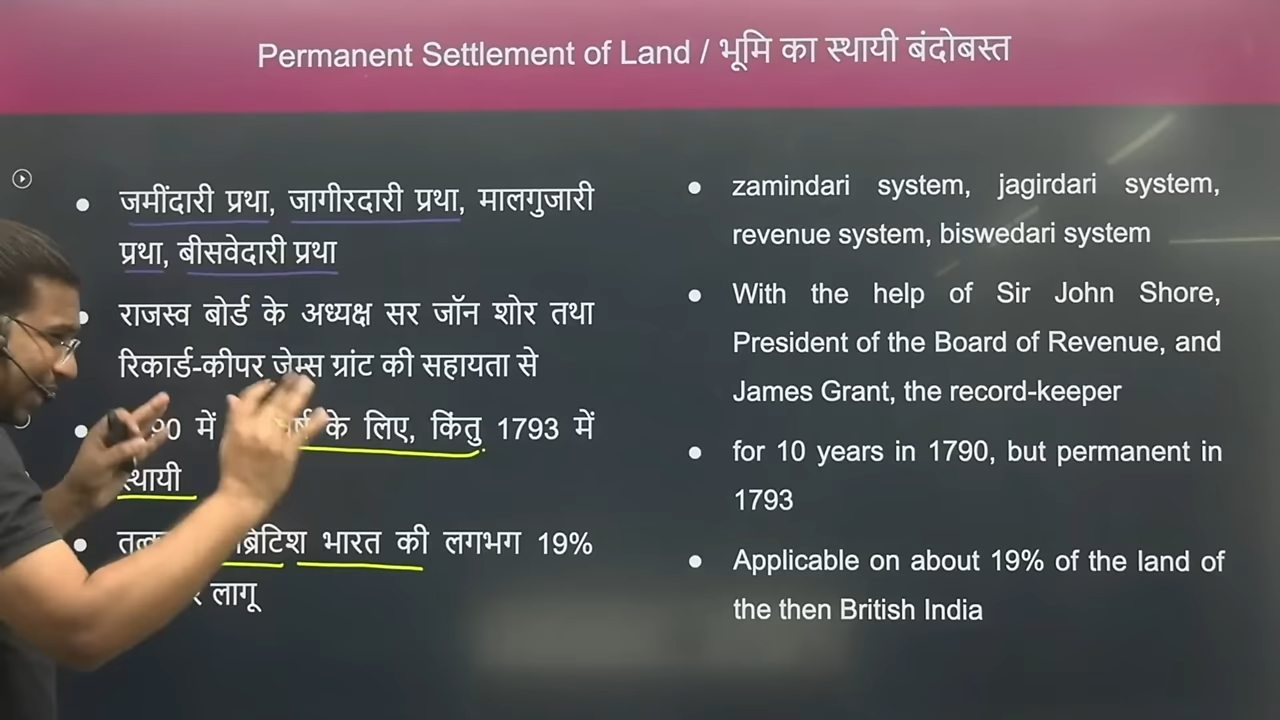 Permanent Settlement of Land / भूमि का स्थायी बंदोबस्त
जमींदारी प्रथा, जागीरदारी प्रथा, मालगुजारी
प्रथा, बीसवेदारी प्रथा
राजस्व बोर्ड के अध्यक्ष सर जॉन शोर तथा
रिकार्ड-कीपर जेम्स ग्रांट की सहायता से
में के लिए, किंतु 1793 में
स्थायी
ब्रिटिश भारत की लगभग 19%
लागू
zamindari system, jagirdari system,
revenue system, biswedari system
With the help of Sir John Shore,
President of the Board of Revenue, and
James Grant, the record-keeper
for 10 years in 1790, but permanent in
1793
Applicable on about 19% of the land of
the then British India